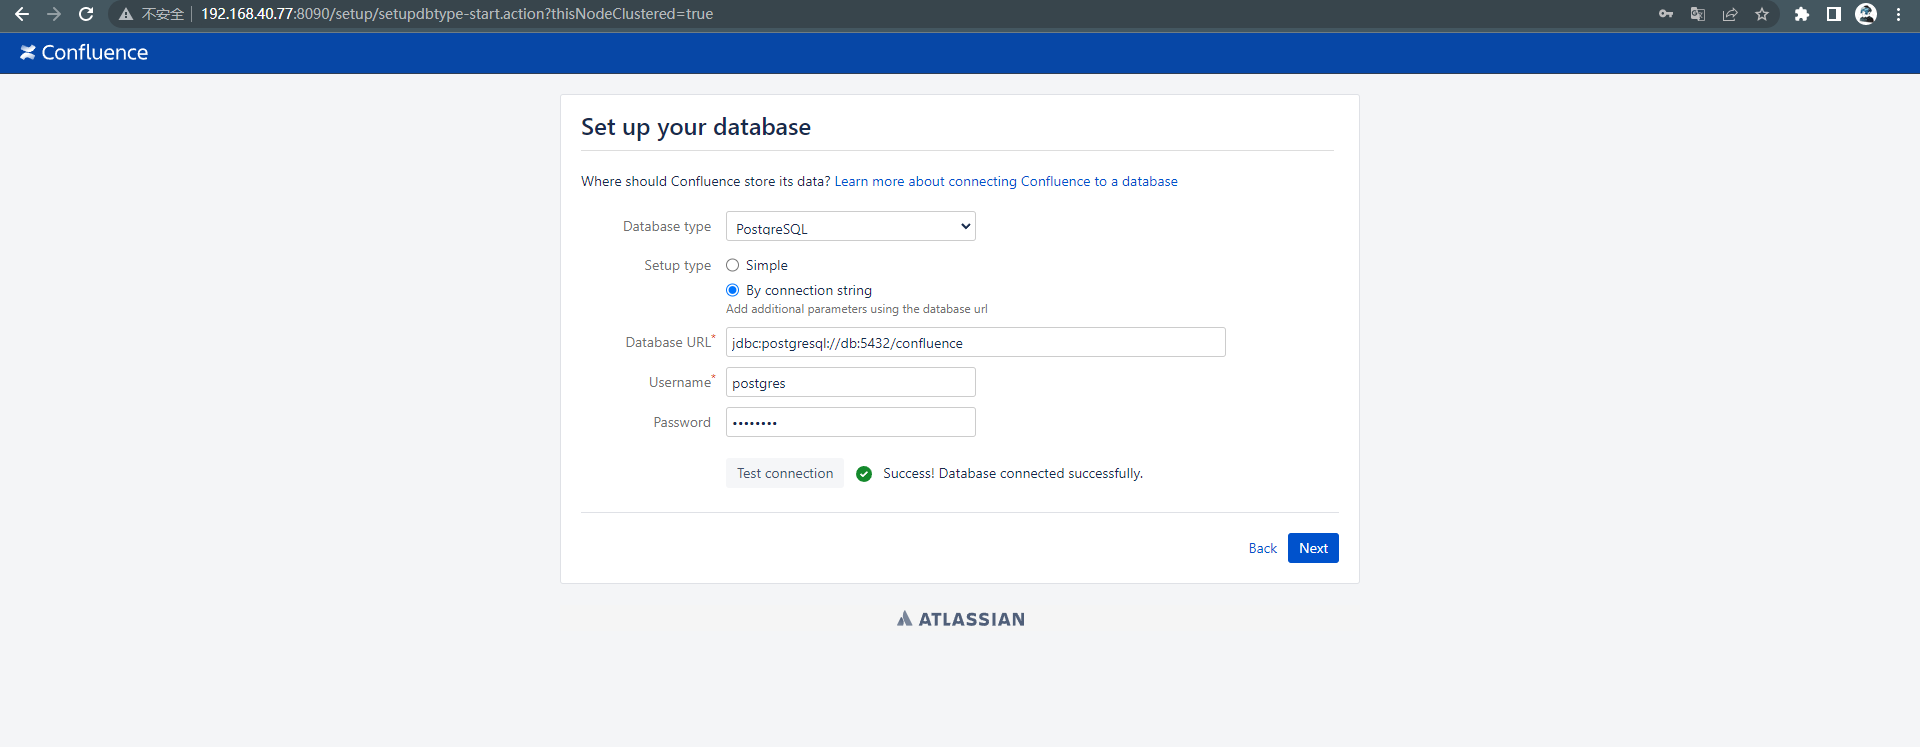 不安全 192.168.40.77:8090/setup/setupdbtype-start.action?thisNodeClustered=true
Confluence
Set up your database
Where should Confluence store its data? Learn more about connecting Confluence to a database
Database type PostgreSQL
Setup type Simple
By connection string
Add additional parameters using the database url
Database URL* jdbc:postgresql://db:5432/confluence
Username* postgres
Password ••••••••
Test connection Success! Database connected successfully.
Back Next
ATLASSIAN